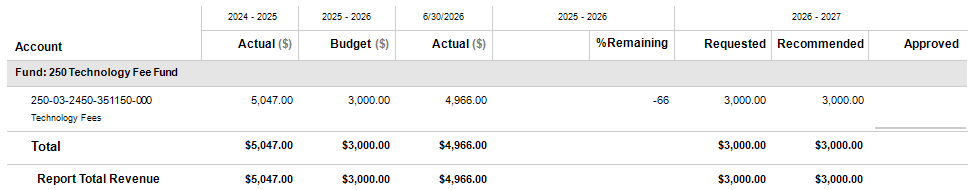 2024 - 2025 2025 - 2026 6/30/2026 2025 - 2026 2026 - 2027
Account Actual ($) Budget ($) Actual ($) %Remaining Requested Recommended Approved
Fund: 250 Technology Fee Fund
250-03-2450-351150-000 5,047.00 3,000.00 4,966.00 -66 3,000.00 3,000.00
Technology Fees
Total $5,047.00 $3,000.00 $4,966.00 $3,000.00 $3,000.00
Report Total Revenue $5,047.00 $3,000.00 $4,966.00 $3,000.00 $3,000.00